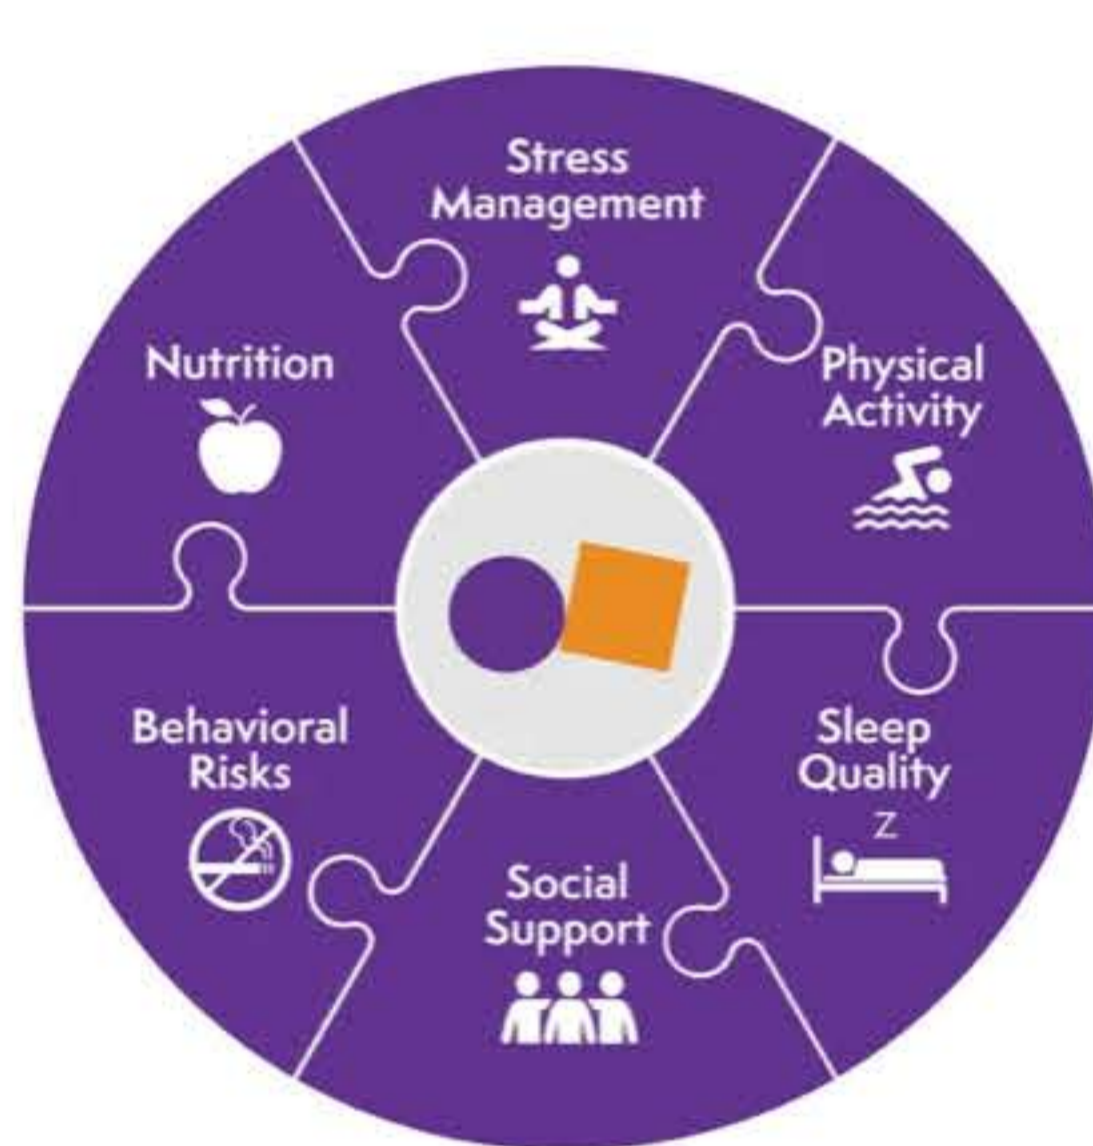 Stress
Management
Physical
Activity
Sleep
Quality
Z
Social
Support
Behavioral
Risks
Nutrition